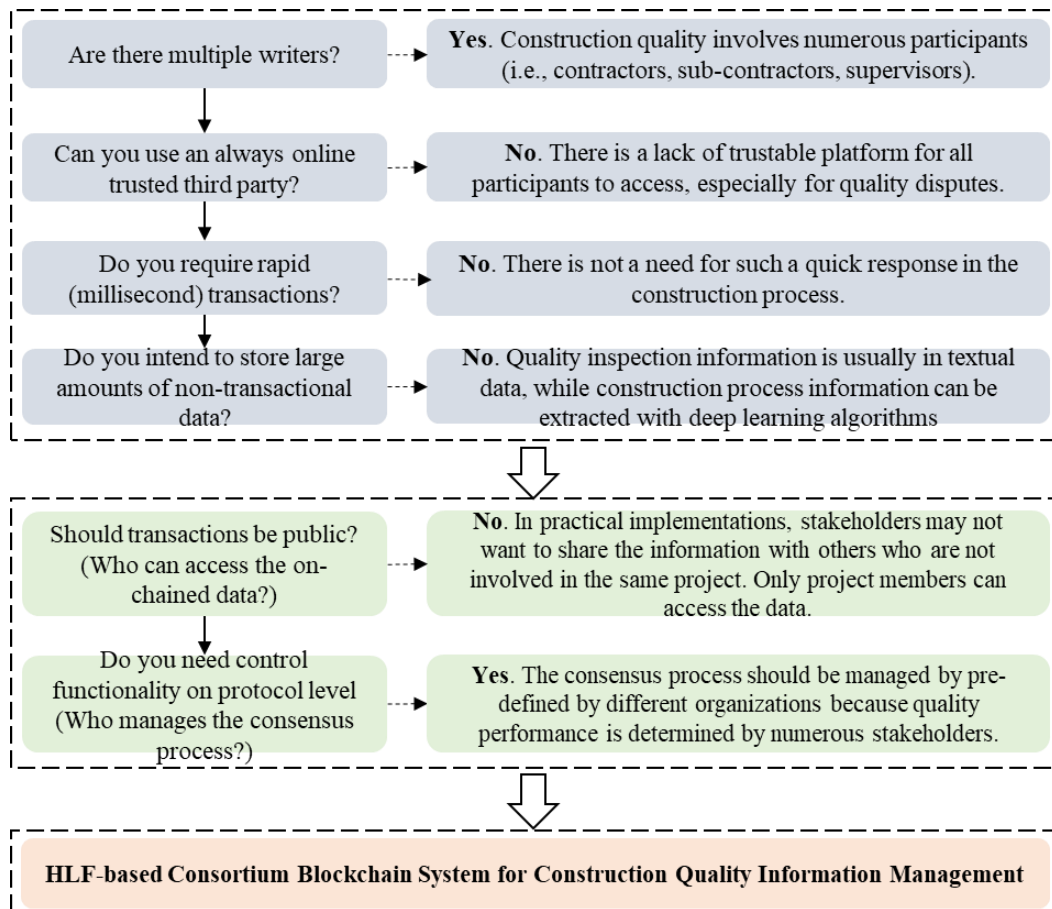 Are there multiple writers?
Yes. Construction quality involves numerous participants
(i.e., contractors, sub-contractors, supervisors).
Can you use an always online
trusted third party?
No. There is a lack of trustable platform for all
participants to access, especially for quality disputes.
Do you require rapid
(millisecond) transactions?
No. There is not a need for such a quick response in the
construction process.
Do you intend to store large
amounts of non-transactional
data?
No. Quality inspection information is usually in textual
data, while construction process information can be
extracted with deep learning algorithms
Should transactions be public?
(Who can access the on-
chained data?)
No. In practical implementations, stakeholders may not
want to share the information with others who are not
involved in the same project. Only project members can
access the data.
Do you need control
functionality on protocol level
(Who manages the consensus
process?)
Yes. The consensus process should be managed by pre-
defined by different organizations because quality
performance is determined by numerous stakeholders.
HLF-based Consortium Blockchain System for Construction Quality Information Management